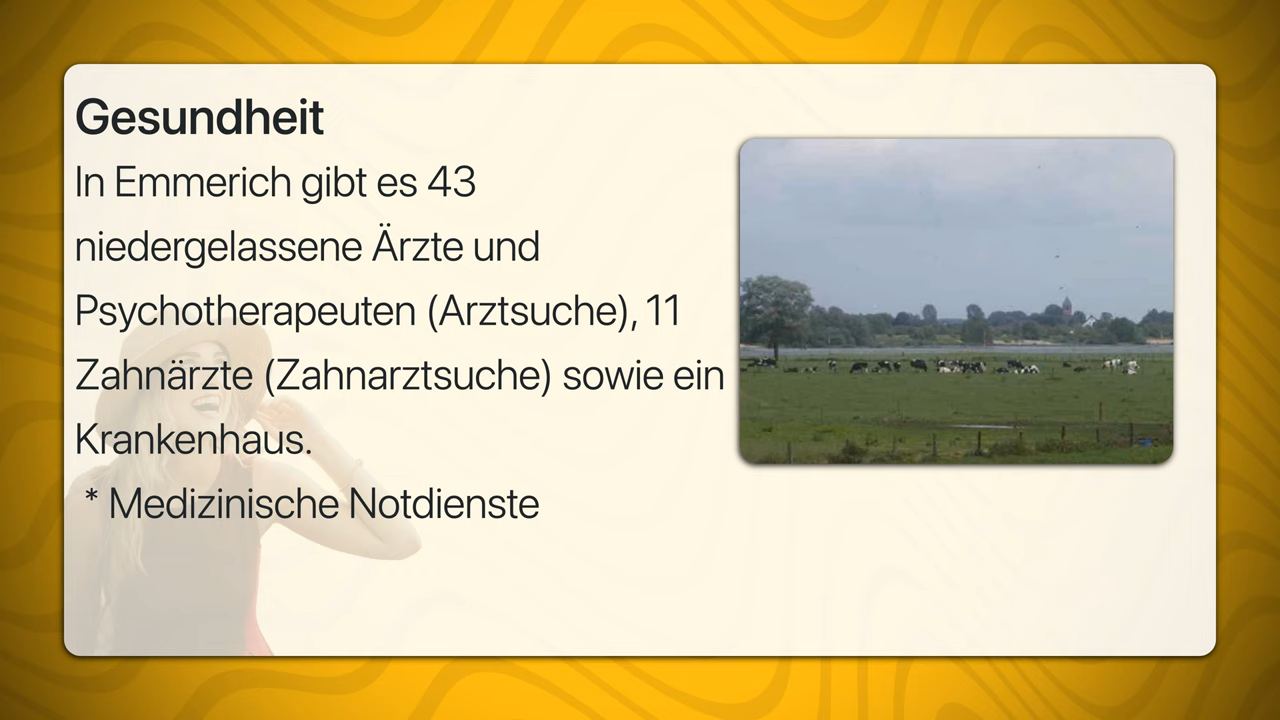 Gesundheit
In Emmerich gibt es 43
niedergelassene Ärzte und
Psychotherapeuten (Arztsuche), 11
Zahnärzte (Zahnarztsuche) sowie ein
Krankenhaus.
* Medizinische Notdienste